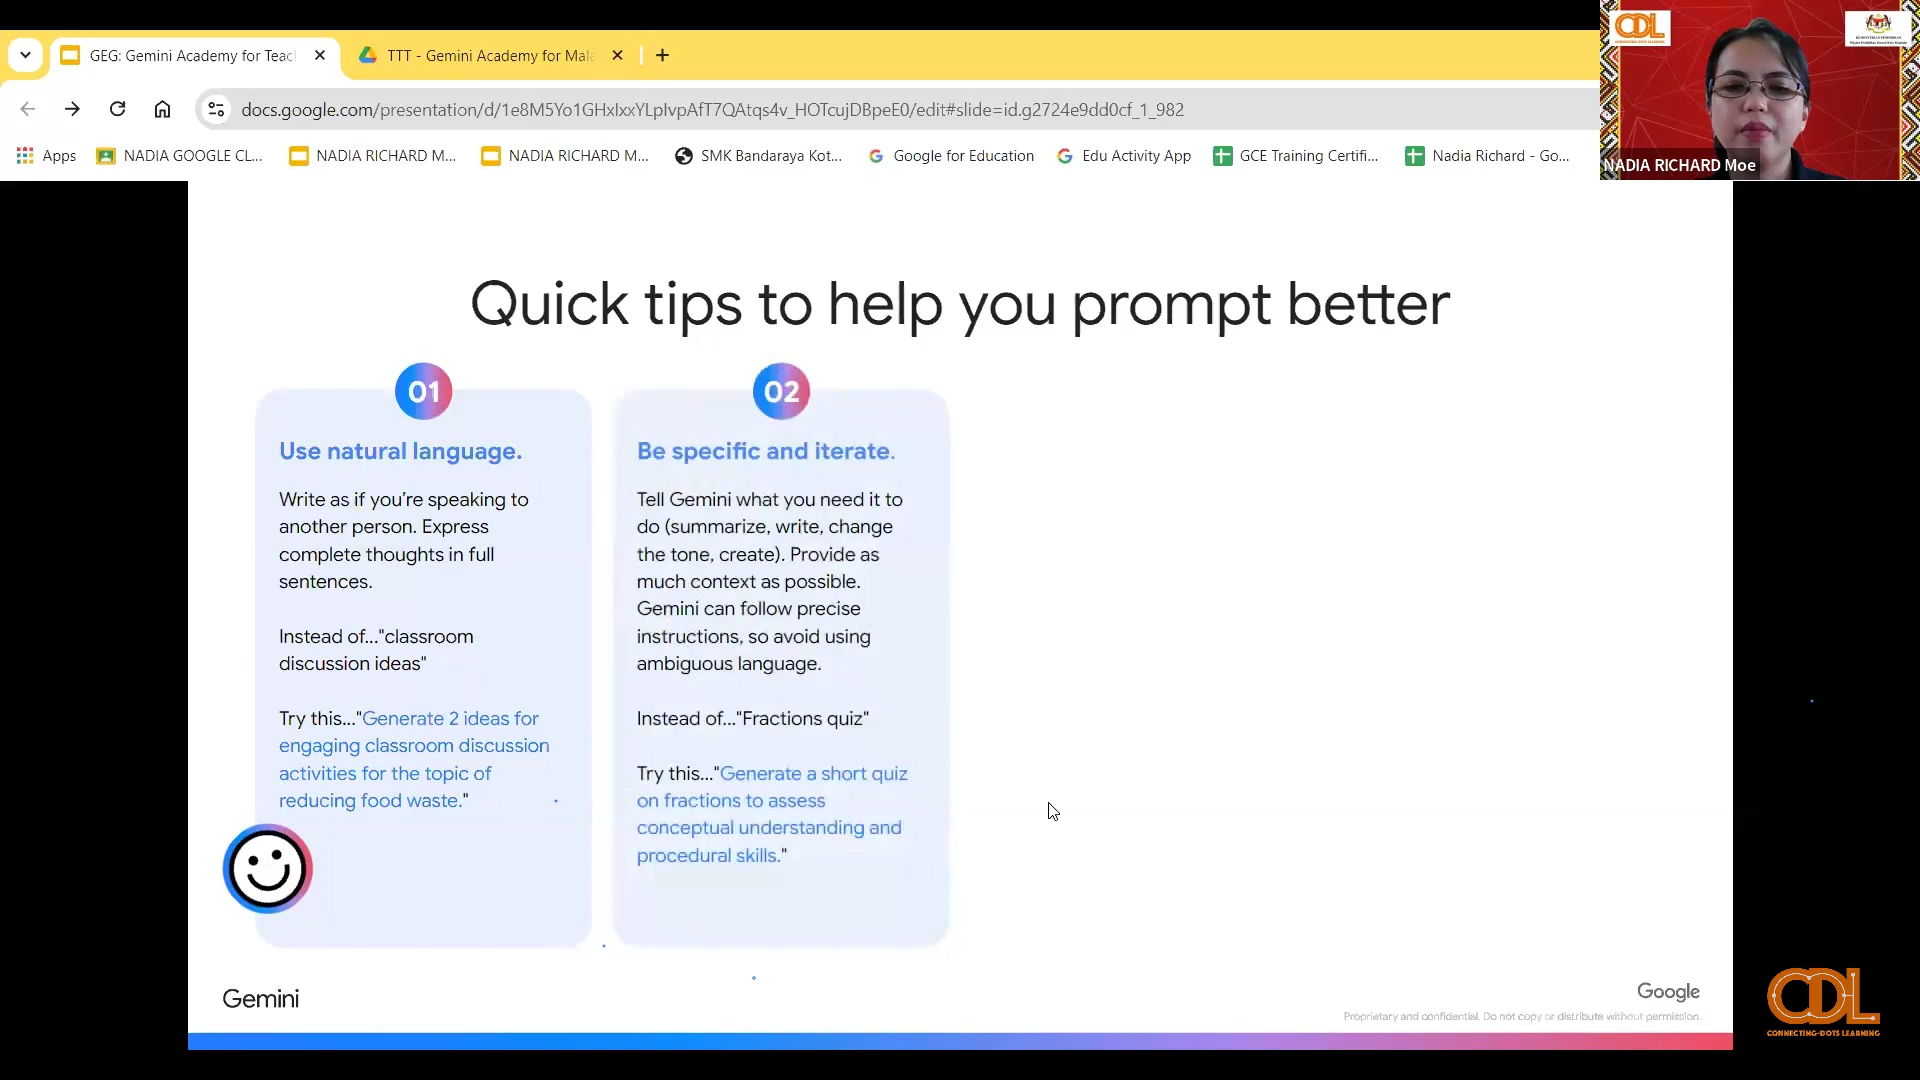 GEG: Gemini Academy for Teac
TTT - Gemini Academy for Mala
docs.google.com/presentation/d/1e8M5Yo1GHxIxxYLpIvpAfT7QAtqs4v_HOTcujDBpeE0/edit#slide=id.g2724e9dd0cf_1_982
Apps
NADIA GOOGLE CL...
NADIA RICHARD M...
NADIA RICHARD M...
SMK Bandaraya Kot...
Google for Education
Edu Activity App
GCE Training Certifi...
Nadia Richard - Go...
CDL
NADIA RICHARD Moe
Quick tips to help you prompt better
01
Use natural language.
Write as if you’re speaking to
another person. Express
complete thoughts in full
sentences.
Instead of..."classroom
discussion ideas"
Try this..."Generate 2 ideas for
engaging classroom discussion
activities for the topic of
reducing food waste."
02
Be specific and iterate.
Tell Gemini what you need it to
do (summarize, write, change
the tone, create). Provide as
much context as possible.
Gemini can follow precise
instructions, so avoid using
ambiguous language.
Instead of..."Fractions quiz"
Try this..."Generate a short quiz
on fractions to assess
conceptual understanding and
procedural skills."
Gemini
Google
Proprietary and confidential. Do not copy or distribute without permission.
CDL
CONNECTING-DOTS LEARNING